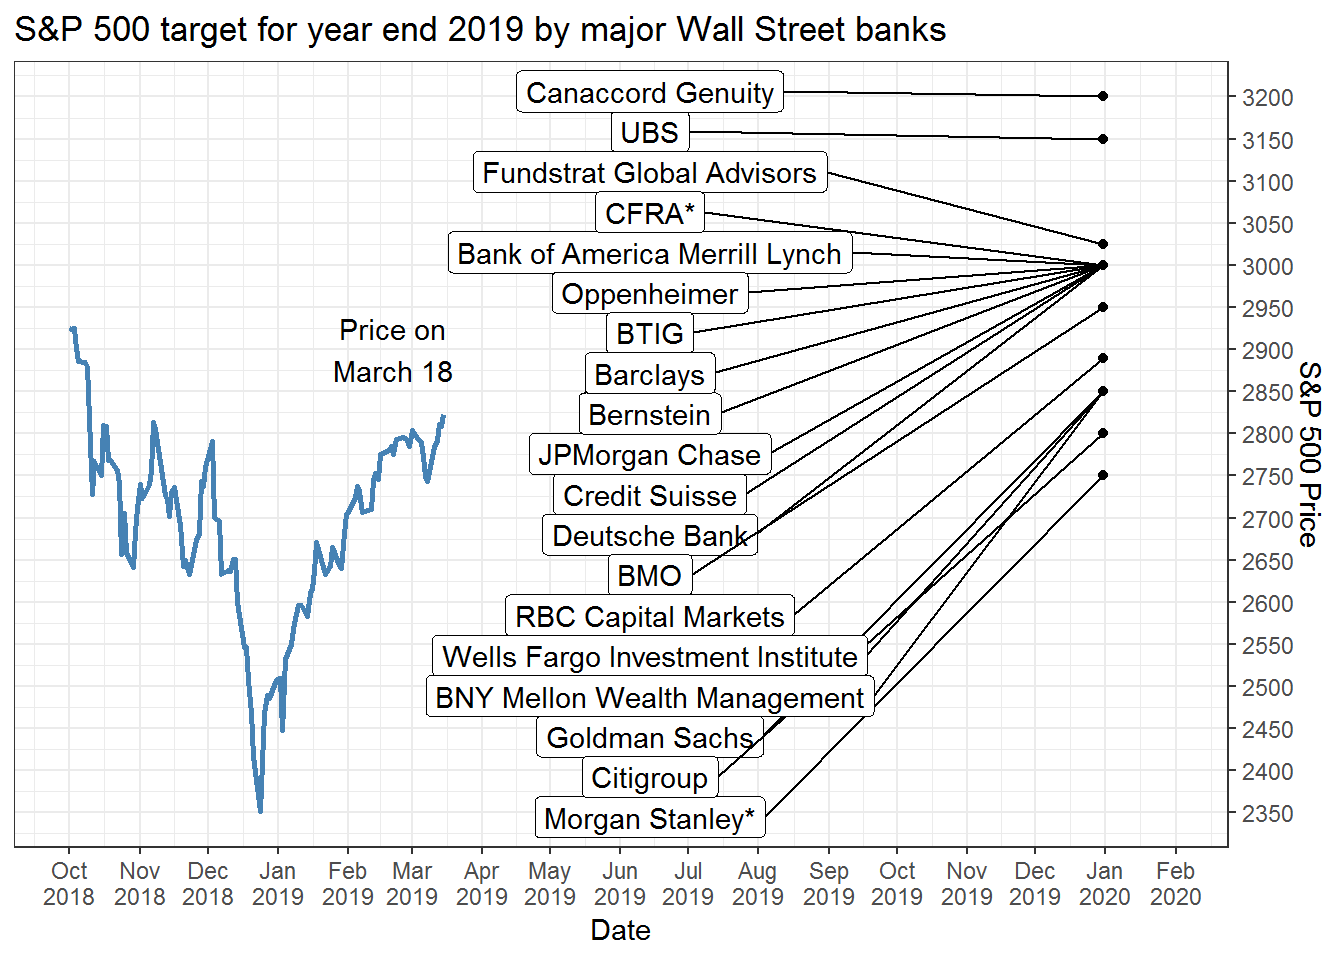 S&P 500 target for year end 2019 by major Wall Street banks
Canaccord Genuity
UBS
Fundstrat Global Advisors
CFRA*
Bank of America Merrill Lynch
Oppenheimer
BTIG
Barclays
Bernstein
JPMorgan Chase
Credit Suisse
Deutsche Bank
BMO
RBC Capital Markets
Wells Fargo Investment Institute
BNY Mellon Wealth Management
Goldman Sachs
Citigroup
Morgan Stanley*
Price on
March 18
3200
3150
3100
3050
3000
2950
2900
2850
2800
2750
2700
2650
2600
2550
2500
2450
2400
2350
S&P 500 Price
Oct Nov Dec Jan Feb Mar Apr May Jun Jul Aug Sep Oct Nov Dec Jan Feb
2018 2018 2018 2019 2019 2019 2019 2019 2019 2019 2019 2019 2019 2019 2019 2020 2020
Date